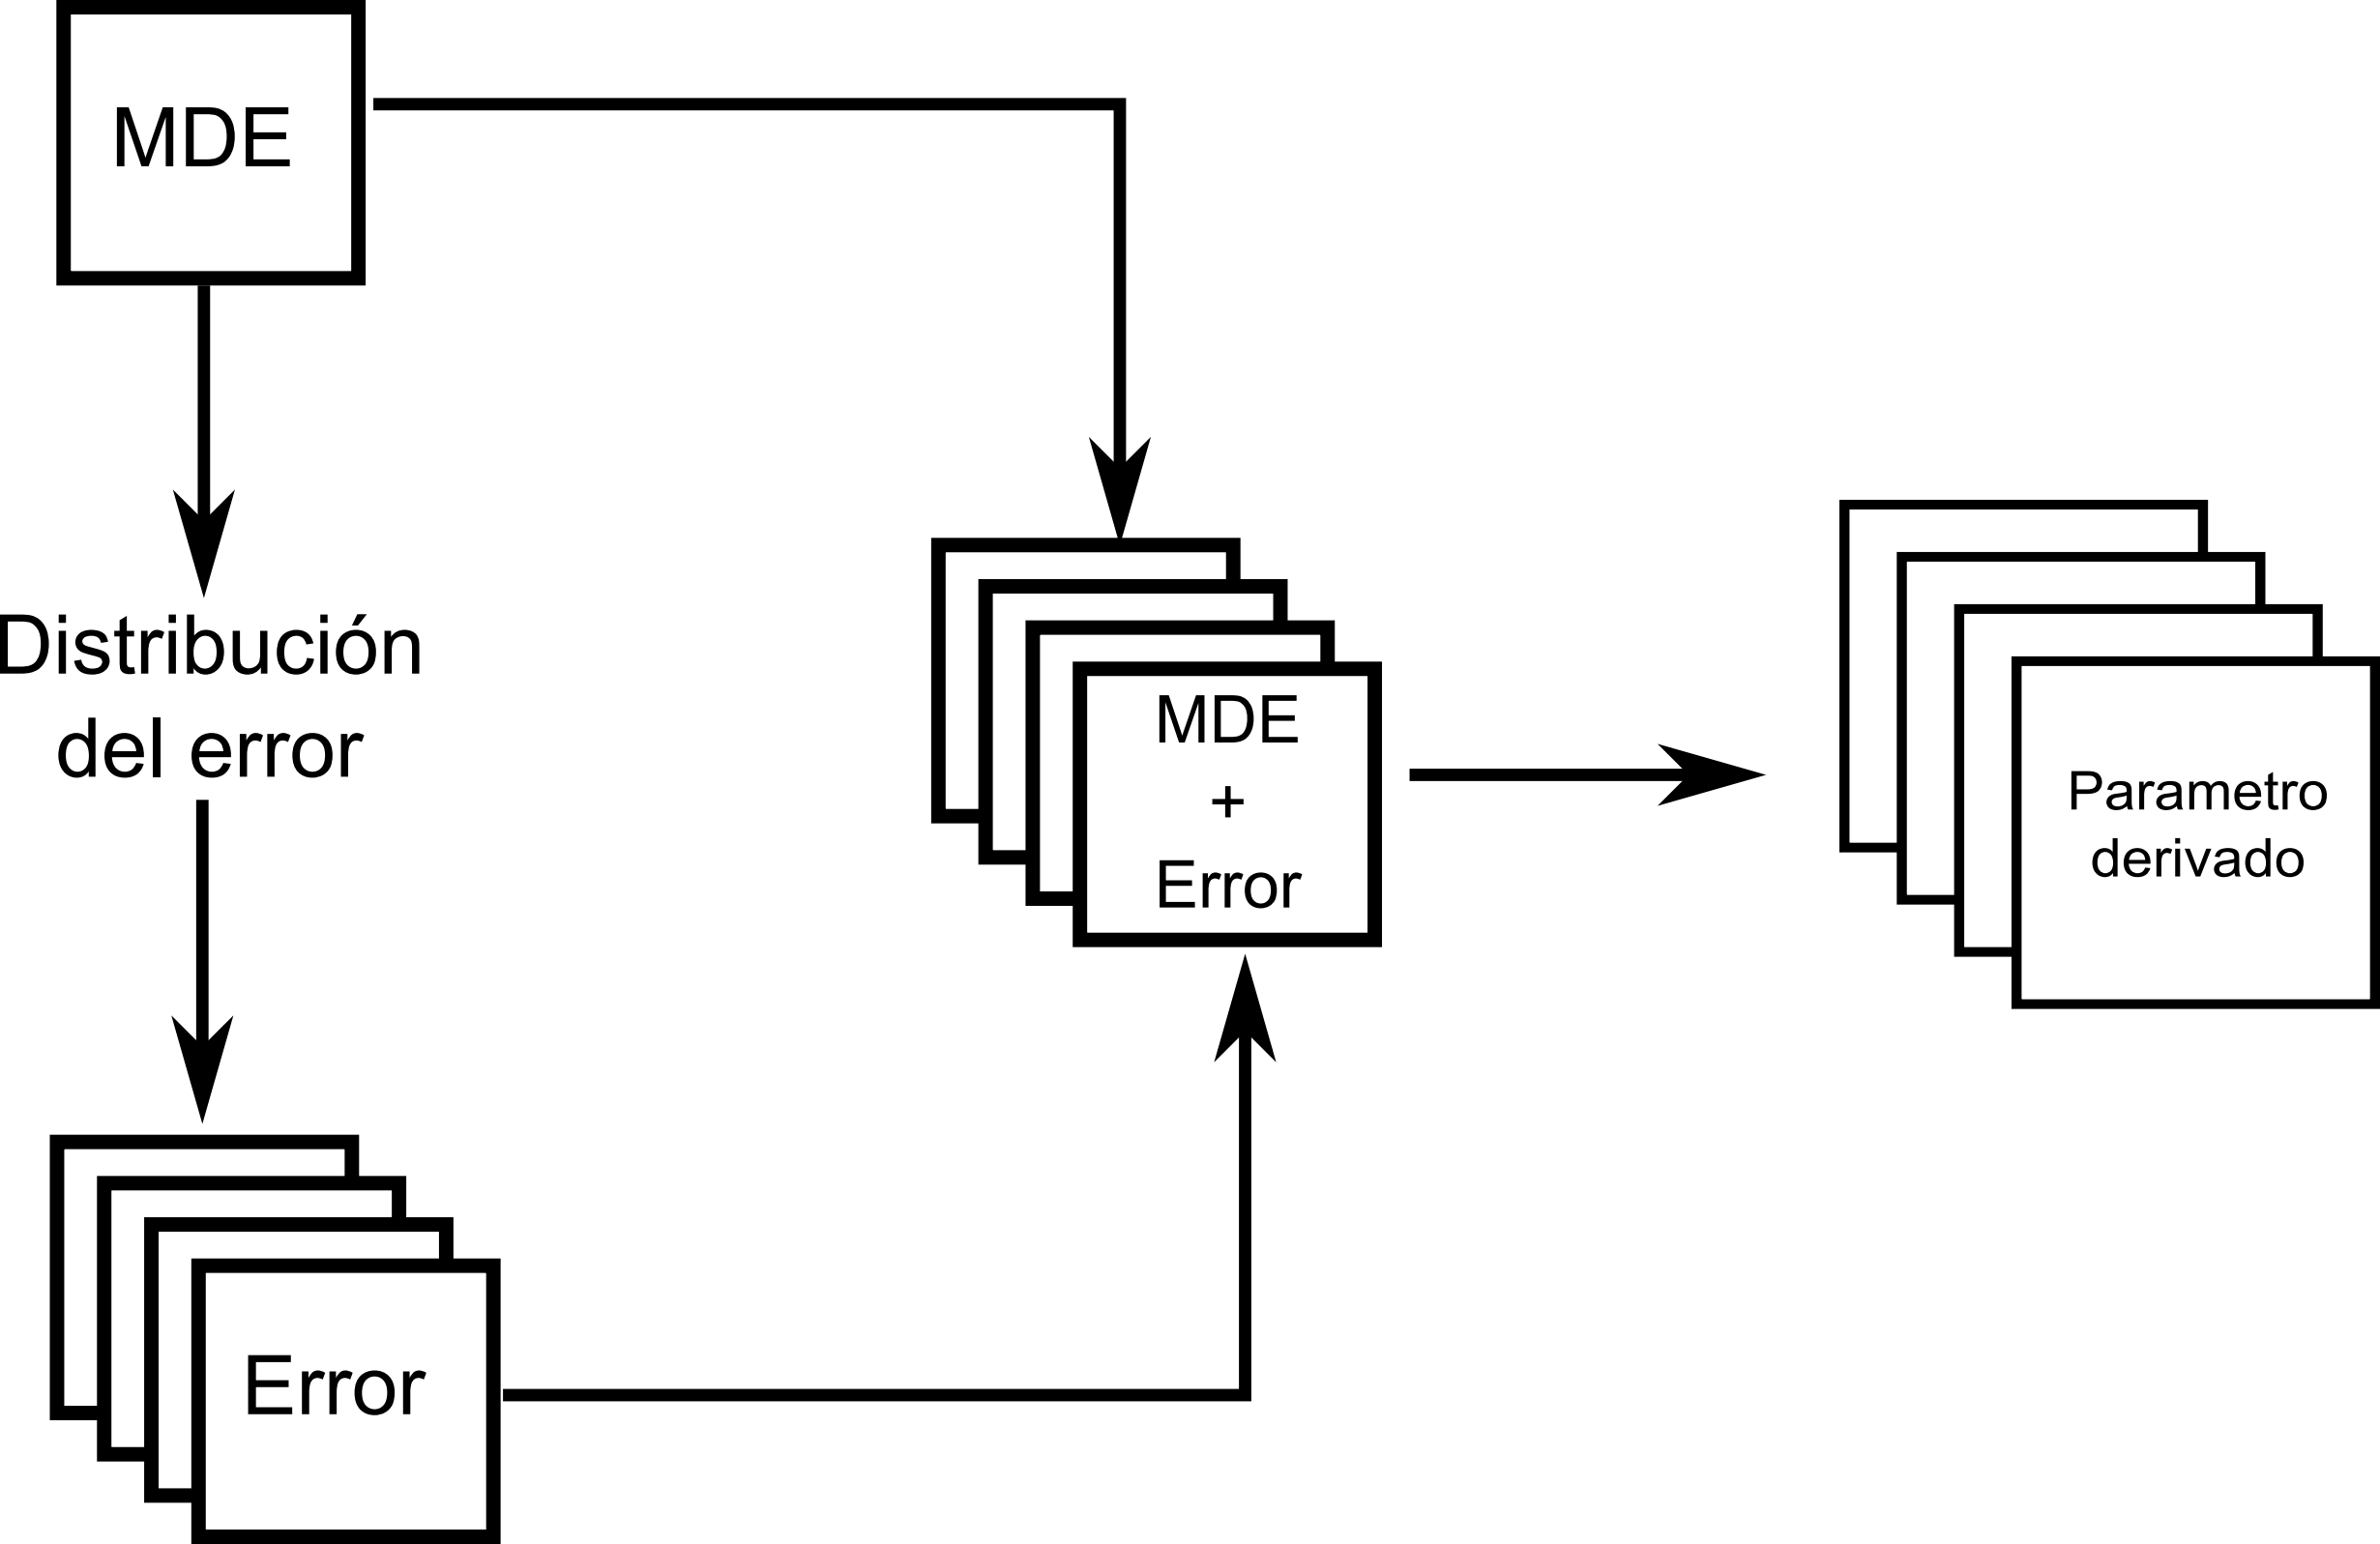 MDE
Distribución
del error
MDE
+
Error
Parametro
derivado
Error